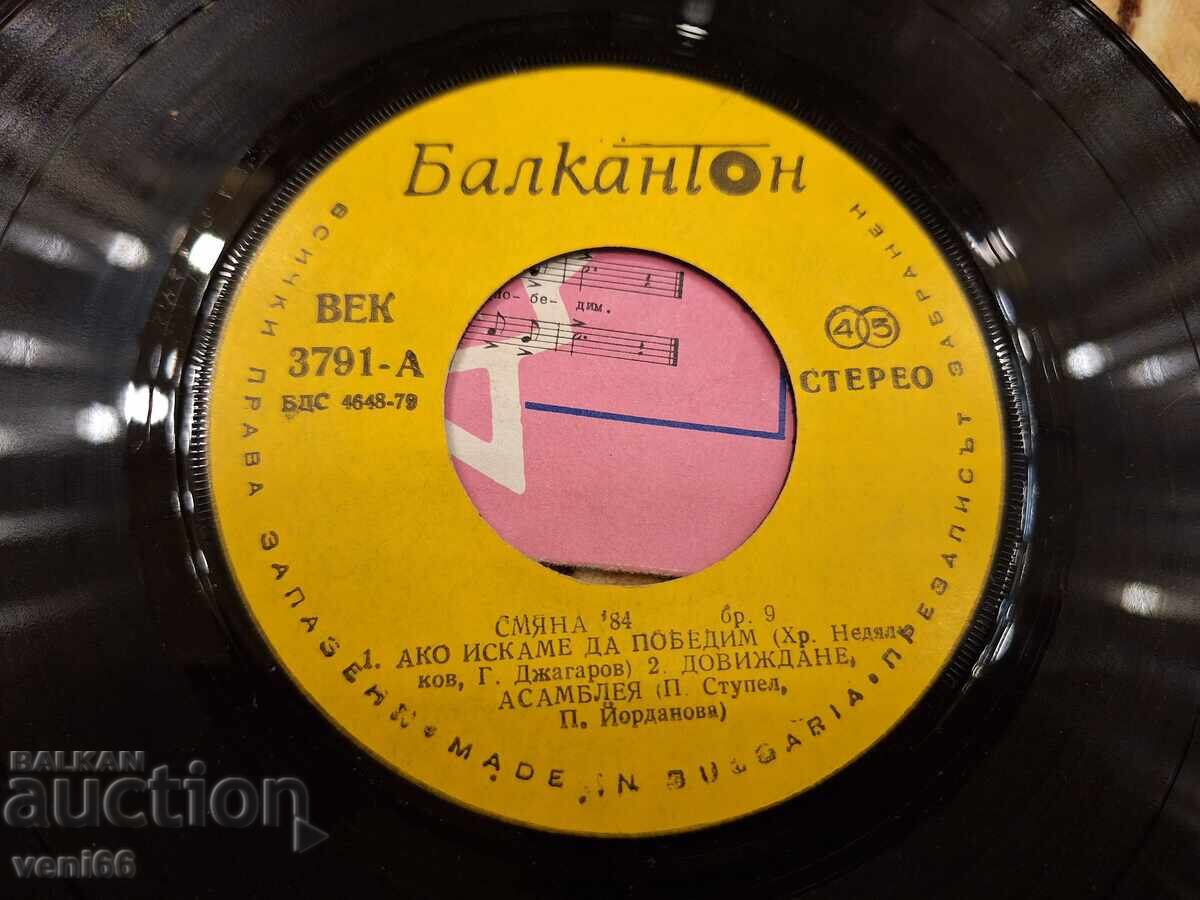 Балкантон
ВСИЧКИ ПРАВА ЗАПАЗЕНИ • MADE IN BULGARIA • ПРЕЗАПИСЪТ ЗАБРАНЕН
ВЕК
3791-А
БДС 4648-79
45
СТЕРЕО
по- бе- дим.
СМЯНА '84 бр. 9
1. АКО ИСКАМЕ ДА ПОБЕДИМ (Хр. Недял-
ков, Г. Джагаров) 2. ДОВИЖДАНЕ,
АСАМБЛЕЯ (П. Ступел,
П. Йорданова)
BALKAN
auction
veni66